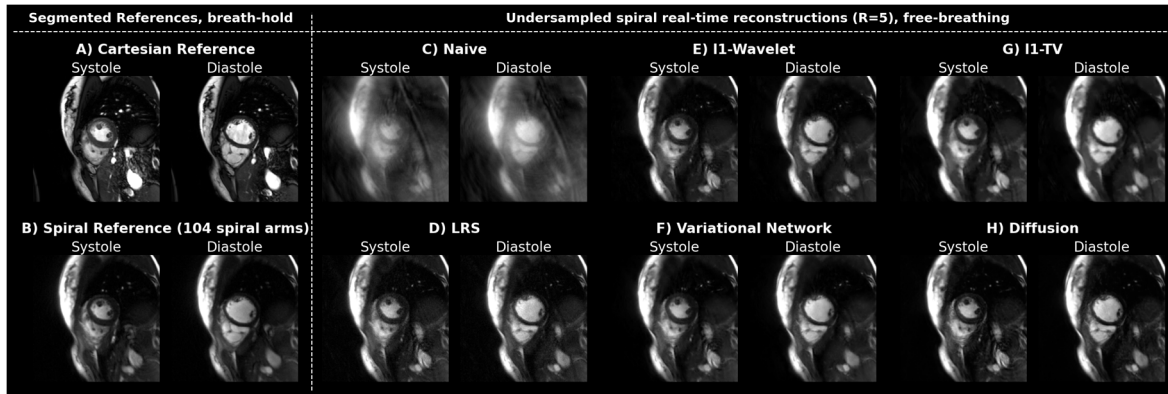 Segmented References, breath-hold
Undersampled spiral real-time reconstructions (R=5), free-breathing
A) Cartesian Reference
Systole Diastole
C) Naive
Systole Diastole
E) l1-Wavelet
Systole Diastole
G) l1-TV
Systole Diastole
B) Spiral Reference (104 spiral arms)
Systole Diastole
D) LRS
Systole Diastole
F) Variational Network
Systole Diastole
H) Diffusion
Systole Diastole